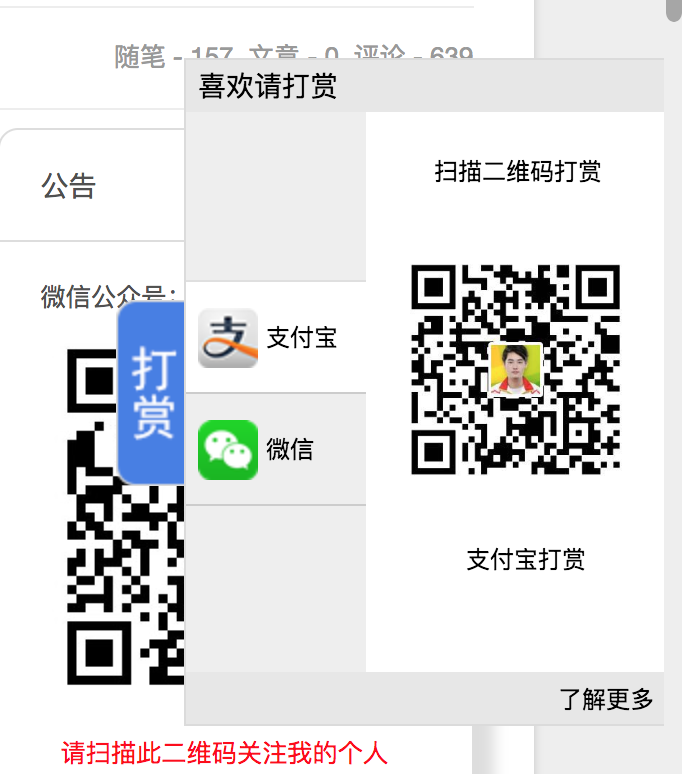 随笔 - 157 文章 - 0 评论 - 639
喜欢请打赏
扫描二维码打赏
公告
微信公众号:
支付宝
打赏
微信
支付宝打赏
了解更多
请扫描此二维码关注我的个人